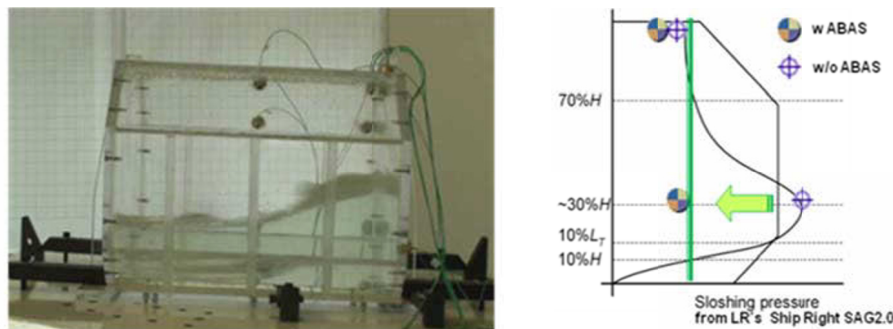 w ABAS
w/o ABAS
70%H
~30%H
10%L_T
10%H
Sloshing pressure
from LR's Ship Right SAG2.0